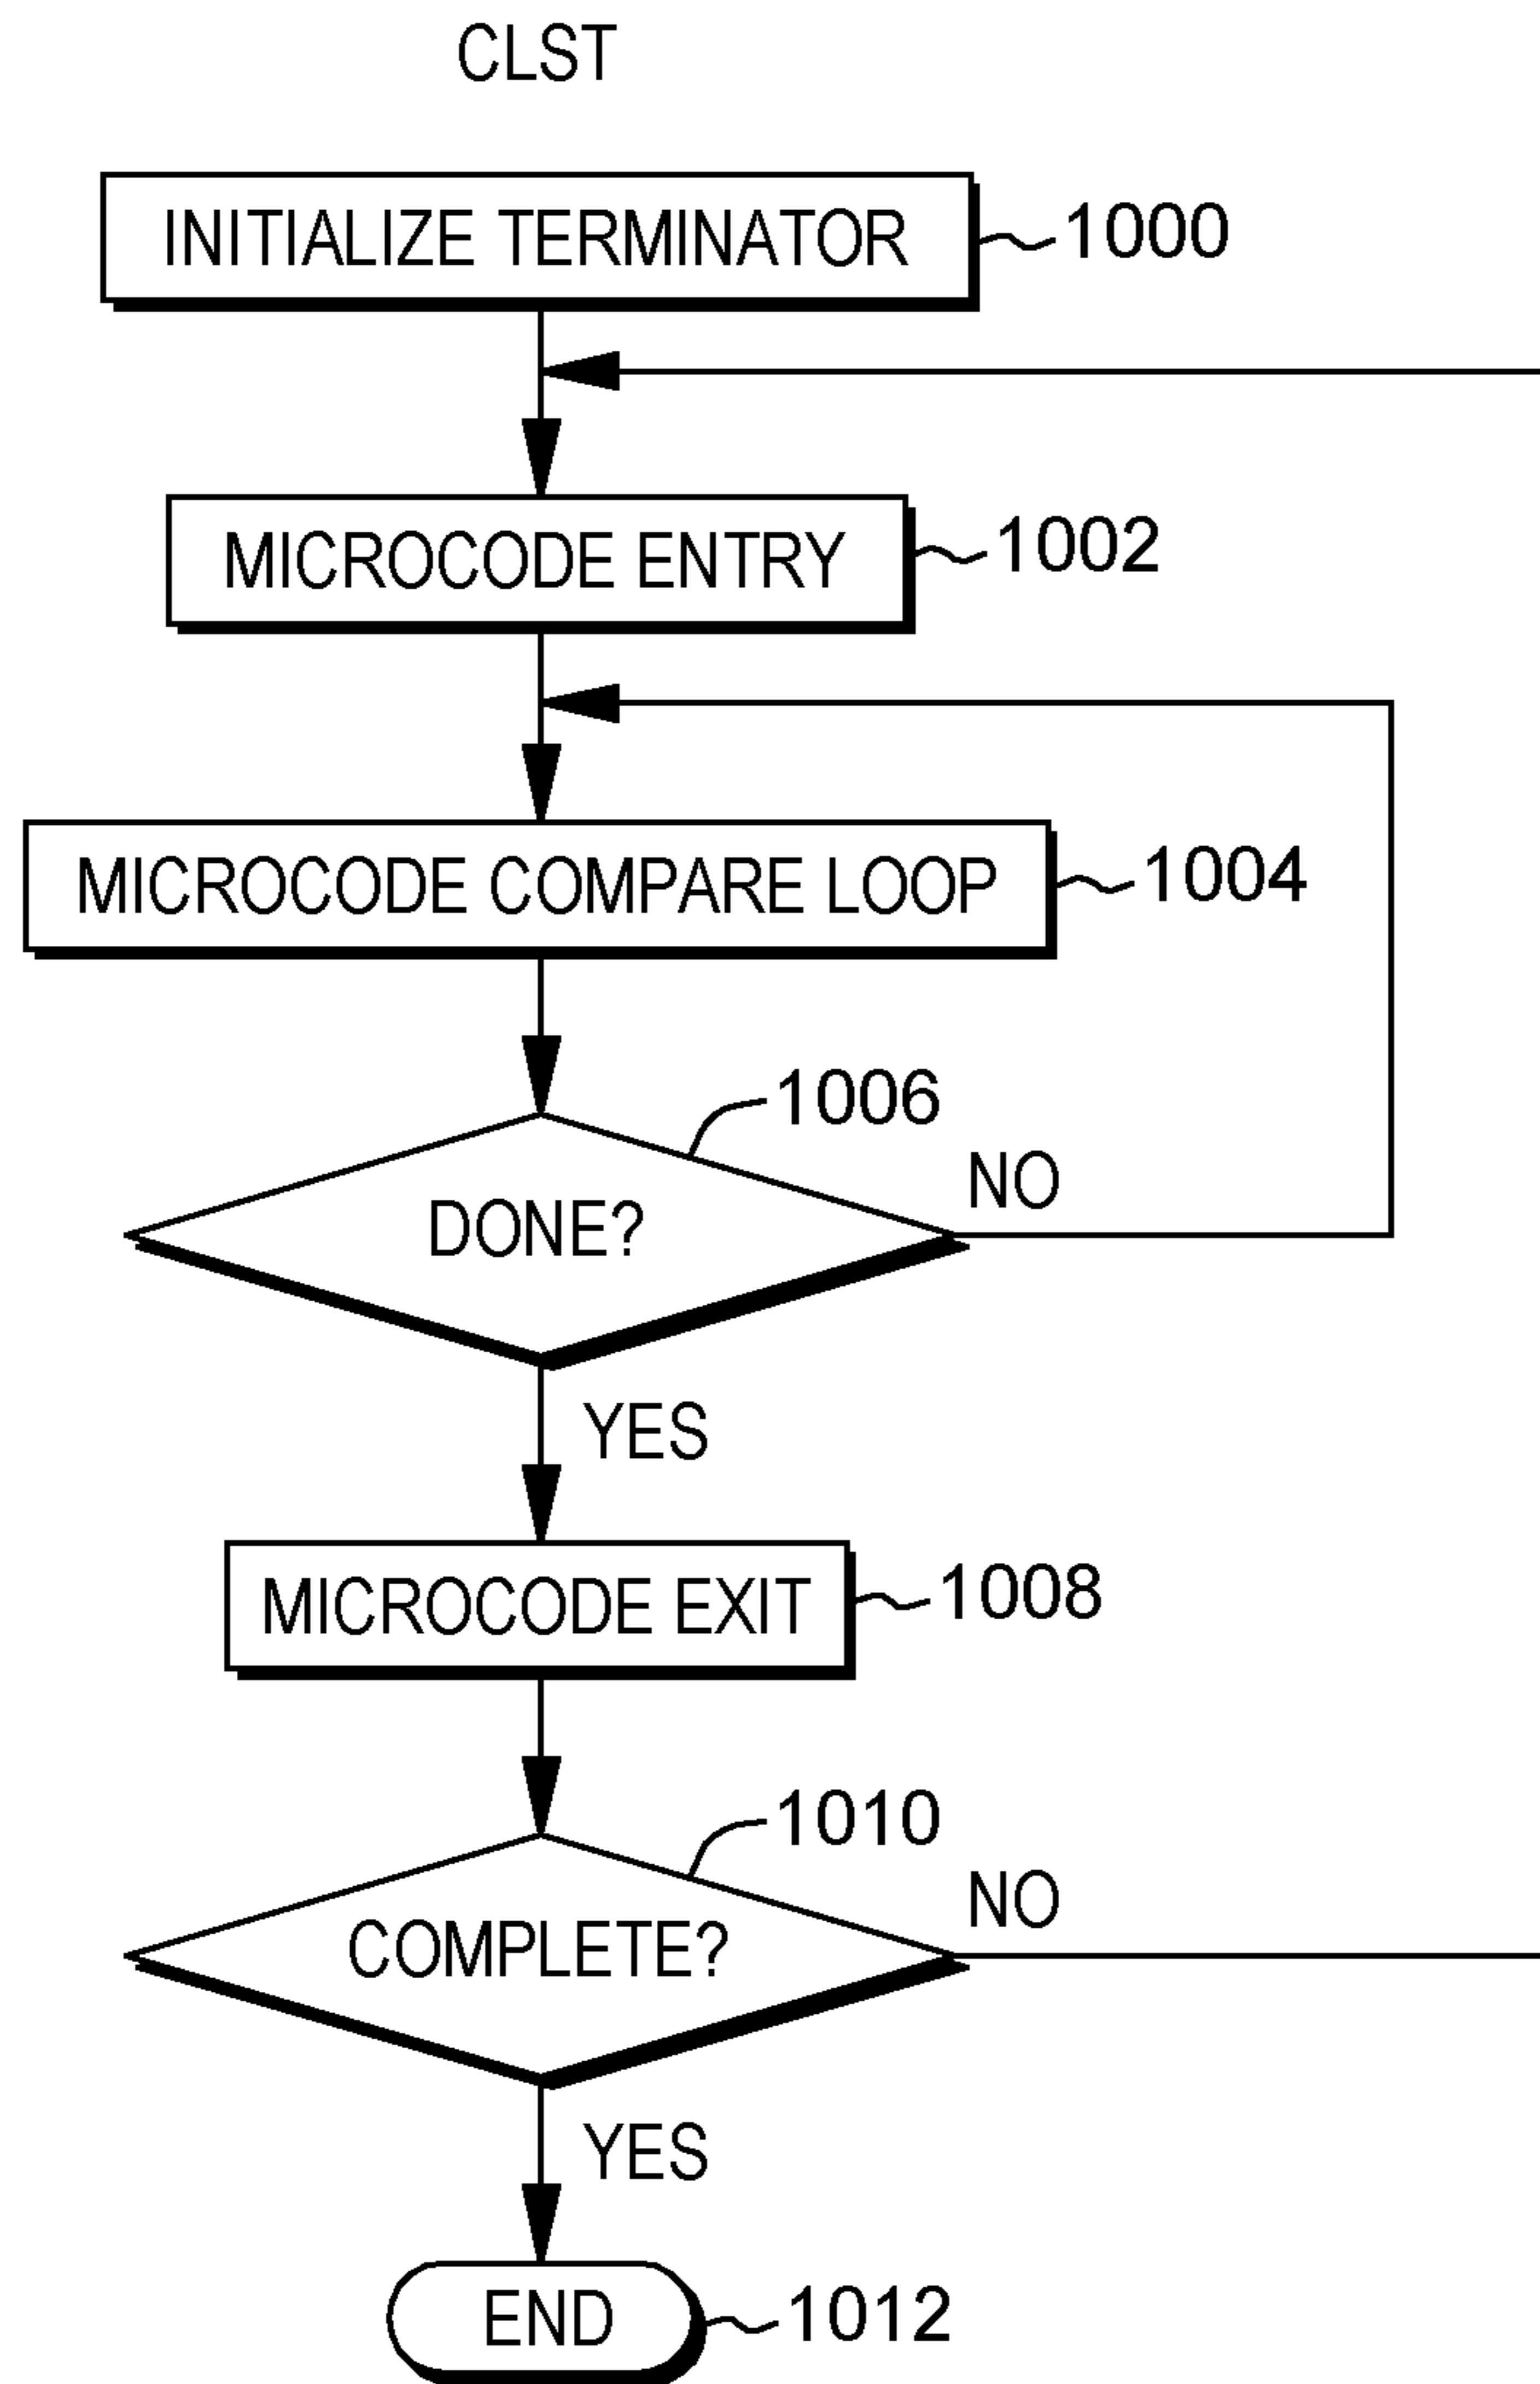 CLST
INITIALIZE TERMINATOR 1000
MICROCODE ENTRY 1002
MICROCODE COMPARE LOOP 1004
1006
NO
DONE?
YES
MICROCODE EXIT 1008
1010
NO
COMPLETE?
YES
END 1012